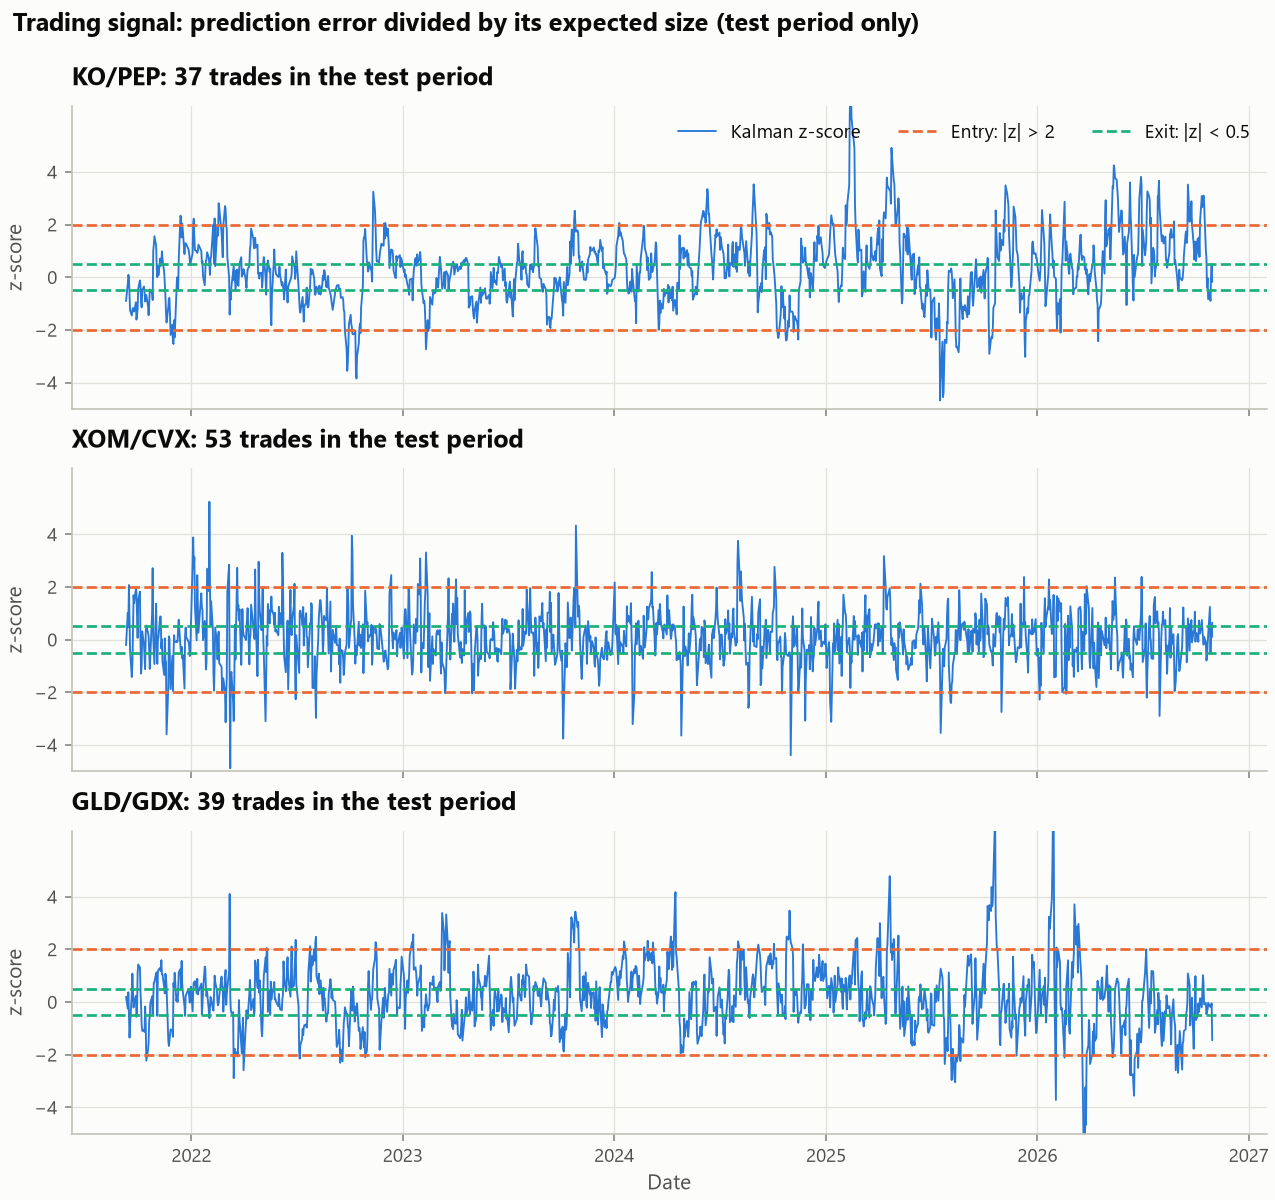 Trading signal: prediction error divided by its expected size (test period only)
KO/PEP: 37 trades in the test period
Kalman z-score
Entry: |z| > 2
Exit: |z| < 0.5
z-score
4
2
0
−2
−4
XOM/CVX: 53 trades in the test period
z-score
4
2
0
−2
−4
GLD/GDX: 39 trades in the test period
z-score
4
2
0
−2
−4
2022 2023 2024 2025 2026 2027
Date